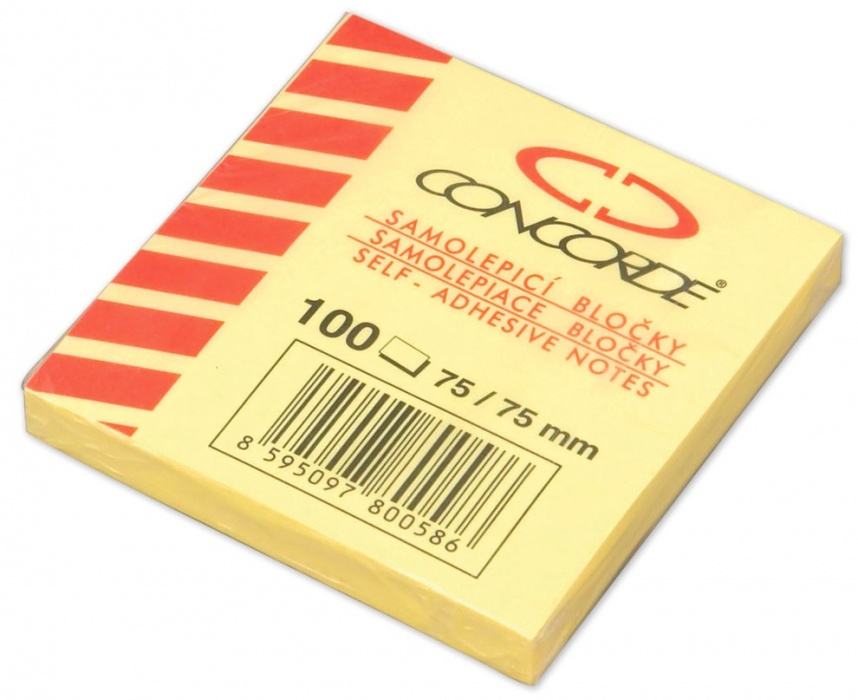 CONCORDE®
SAMOLEPICÍ BLOČKY
SAMOLEPIACE BLOČKY
SELF - ADHESIVE NOTES
100 75 / 75 mm
8 595097 800586